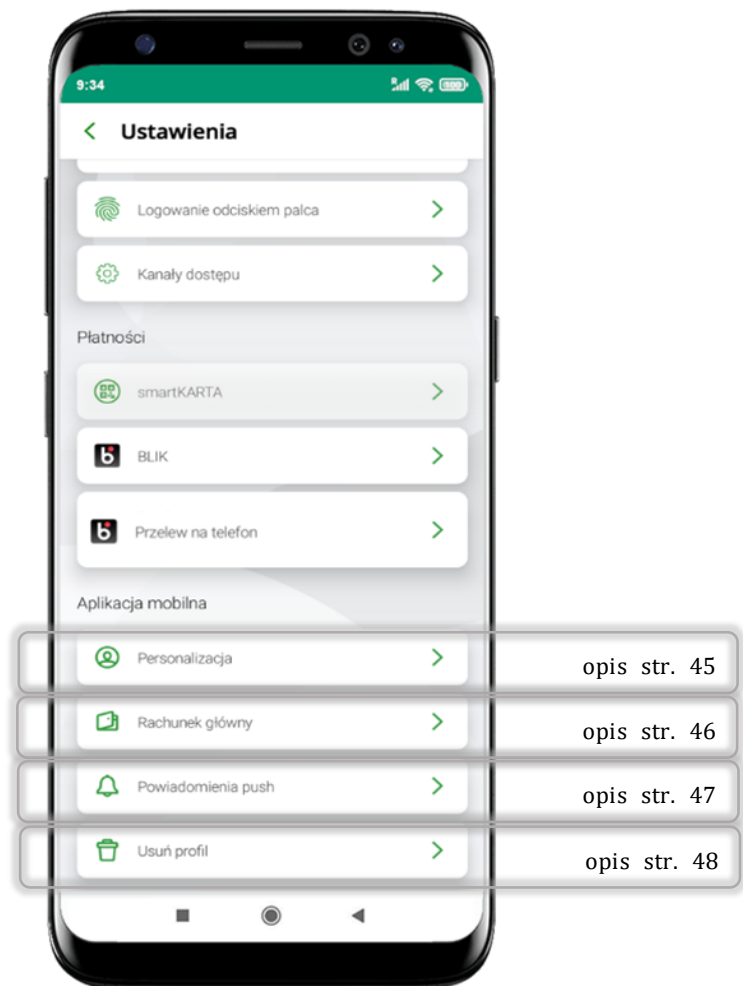 9:34
Ustawienia
Logowanie odciskiem palca
Kanały dostępu
Płatności
smartKARTA
BLIK
Przelew na telefon
Aplikacja mobilna
Personalizacja opis str. 45
Rachunek główny opis str. 46
Powiadomienia push opis str. 47
Usuń profil opis str. 48